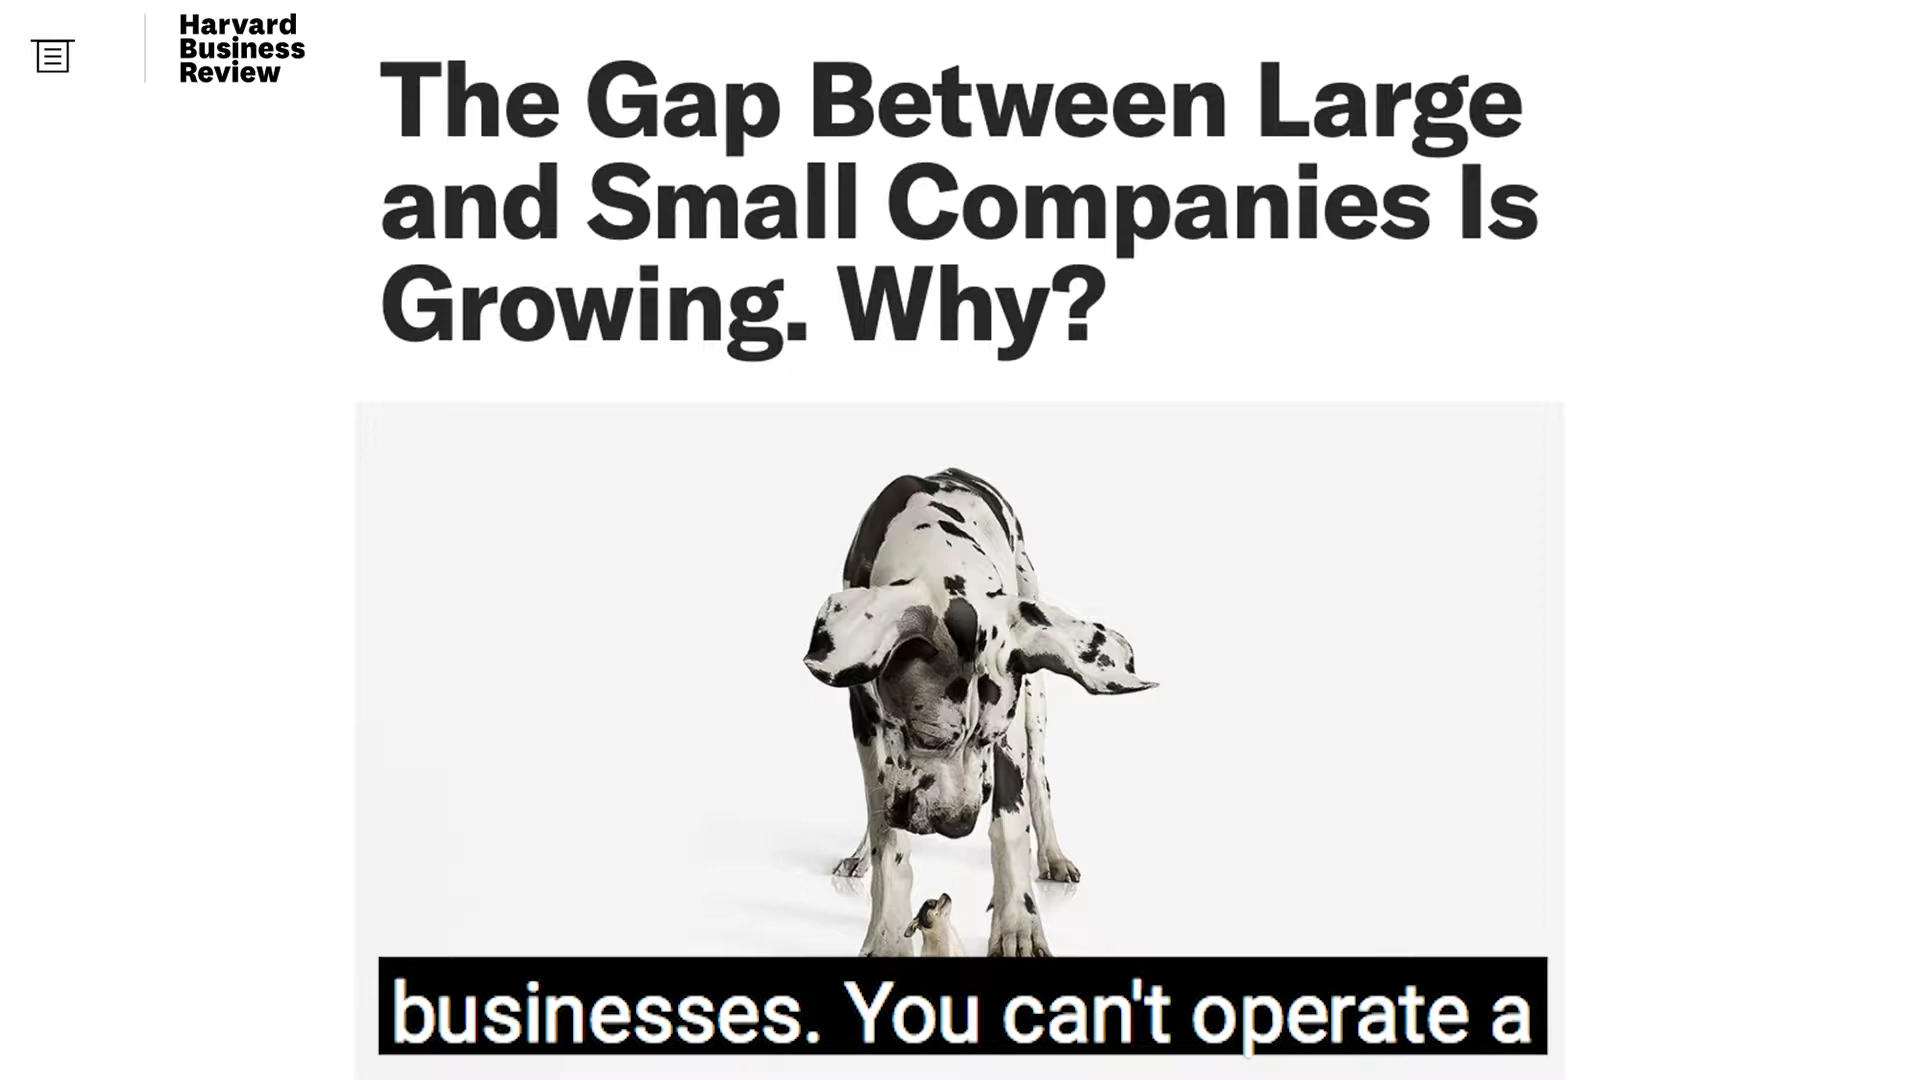 Harvard
Business
Review
The Gap Between Large
and Small Companies Is
Growing. Why?
businesses. You can't operate a